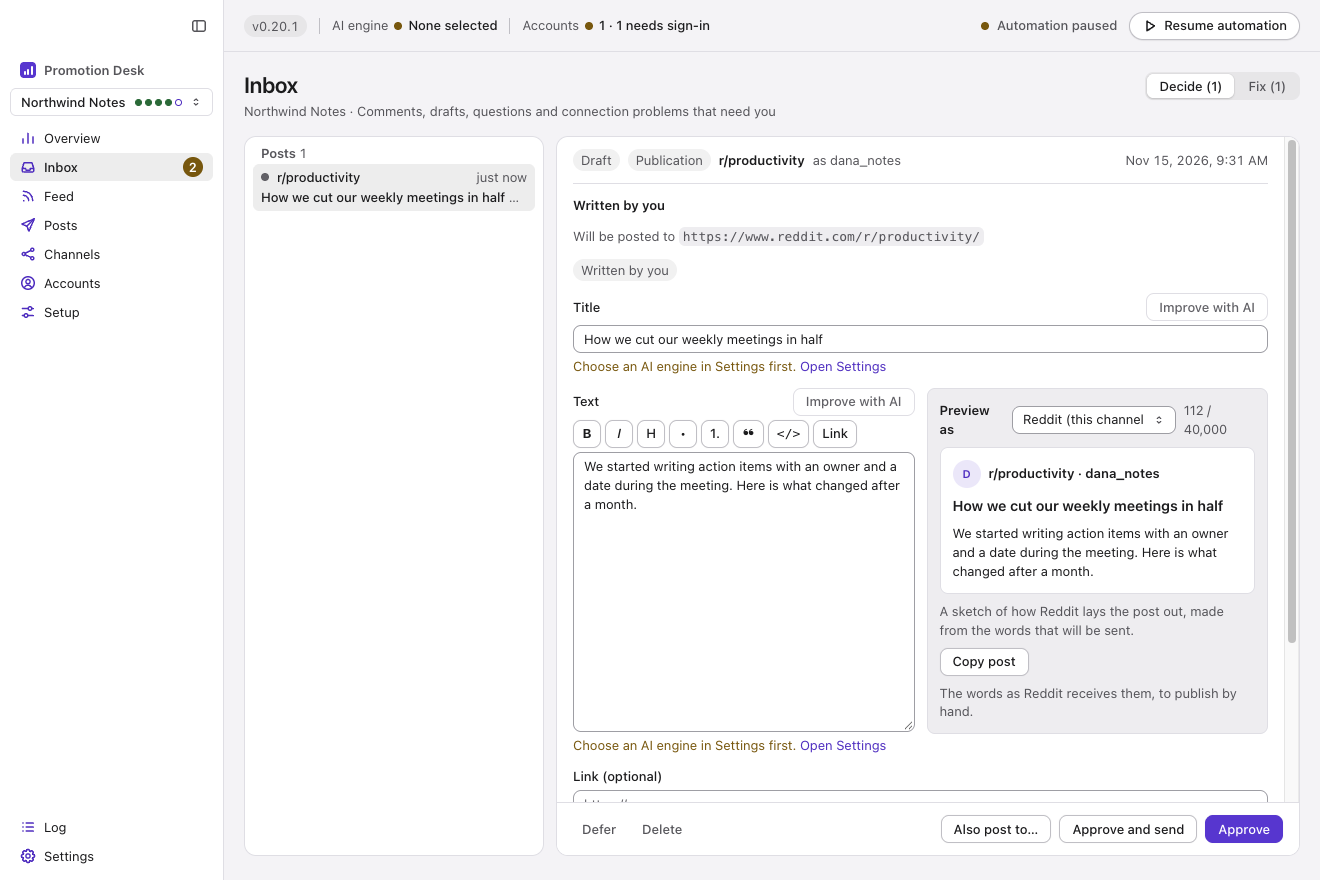 v0.20.1
AI engine None selected
Accounts 1 · 1 needs sign-in
Automation paused
Resume automation
Promotion Desk
Northwind Notes
Overview
Inbox 2
Feed
Posts
Channels
Accounts
Setup
Log
Settings
Inbox
Northwind Notes · Comments, drafts, questions and connection problems that need you
Decide (1)
Fix (1)
Posts 1
r/productivity just now
How we cut our weekly meetings in half ...
Draft Publication r/productivity as dana_notes Nov 15, 2026, 9:31 AM
Written by you
Will be posted to https://www.reddit.com/r/productivity/
Written by you
Title
Improve with AI
How we cut our weekly meetings in half
Choose an AI engine in Settings first. Open Settings
Text
Improve with AI
B I H • 1. ❝ </> Link
We started writing action items with an owner and a
date during the meeting. Here is what changed after
a month.
Choose an AI engine in Settings first. Open Settings
Preview
as
Reddit (this channel
112 /
40,000
D
r/productivity · dana_notes
How we cut our weekly meetings in half
We started writing action items with an owner
and a date during the meeting. Here is what
changed after a month.
A sketch of how Reddit lays the post out, made
from the words that will be sent.
Copy post
The words as Reddit receives them, to publish by
hand.
Link (optional)
Defer
Delete
Also post to...
Approve and send
Approve